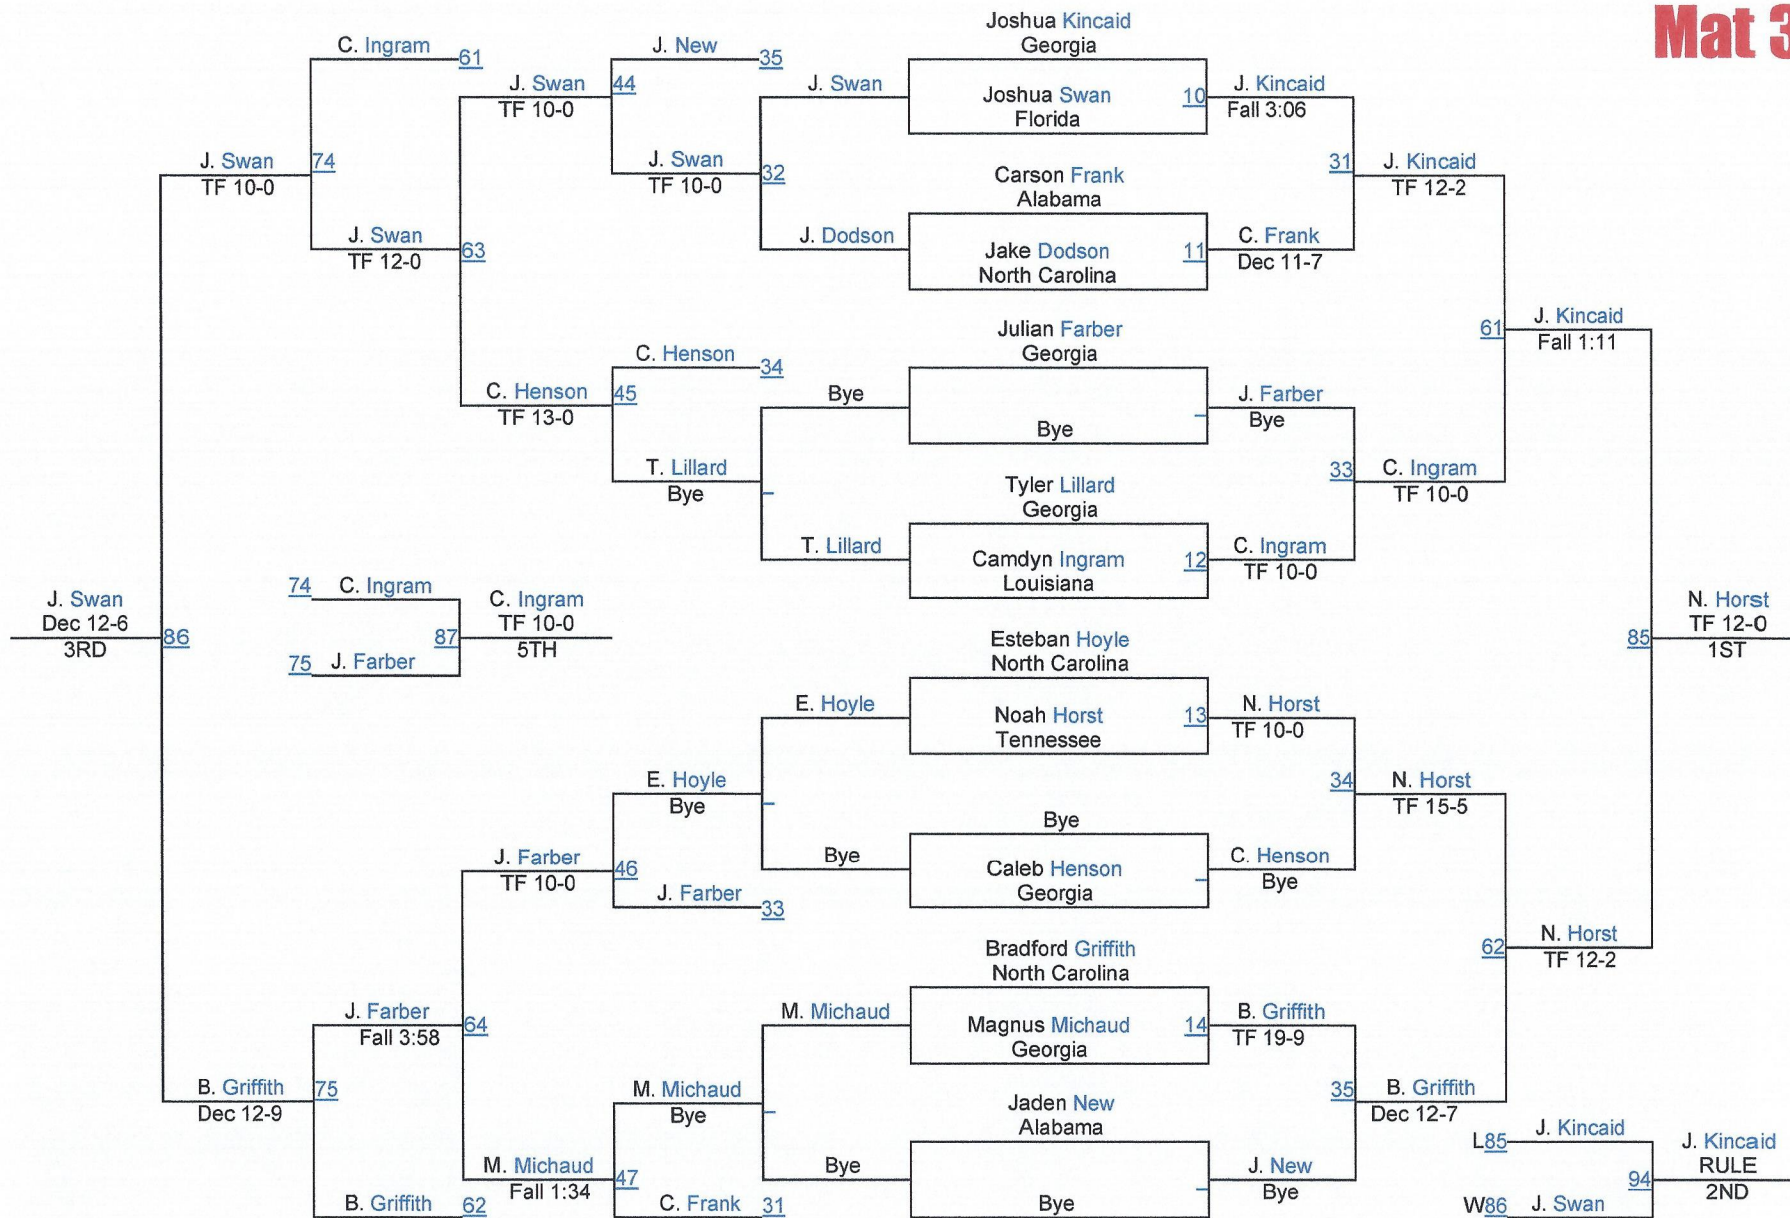 Mat 3
Joshua Kincaid
Georgia
C. Ingram 61
J. New 35
J. Swan 44
TF 10-0
J. Swan
Joshua Swan 10
Florida
J. Kincaid
Fall 3:06
J. Swan 74
TF 10-0
J. Swan 32
TF 10-0
Carson Frank
Alabama
31 J. Kincaid
TF 12-2
J. Swan 63
TF 12-0
J. Dodson
Jake Dodson 11
North Carolina
C. Frank
Dec 11-7
Julian Farber
Georgia
61 J. Kincaid
Fall 1:11
C. Henson 34
C. Henson 45
TF 13-0
Bye
Bye
J. Farber
Bye
T. Lillard
Bye
Tyler Lillard
Georgia
33 C. Ingram
TF 10-0
T. Lillard
Camdyn Ingram 12
Louisiana
C. Ingram
TF 10-0
J. Swan
Dec 12-6
3RD
86
74 C. Ingram
75 J. Farber
87
C. Ingram
TF 10-0
5TH
Esteban Hoyle
North Carolina
85
N. Horst
TF 12-0
1ST
E. Hoyle
Noah Horst 13
Tennessee
N. Horst
TF 10-0
E. Hoyle
Bye
34 N. Horst
TF 15-5
Bye
J. Farber 46
TF 10-0
Bye
Caleb Henson
Georgia
C. Henson
Bye
J. Farber 33
Bradford Griffith
North Carolina
62 N. Horst
TF 12-2
J. Farber 64
Fall 3:58
M. Michaud
Magnus Michaud 14
Georgia
B. Griffith
TF 19-9
B. Griffith 75
Dec 12-9
M. Michaud
Bye
Jaden New
Alabama
35 B. Griffith
Dec 12-7
M. Michaud 47
Fall 1:34
Bye
Bye
J. New
Bye
B. Griffith 62
C. Frank 31
L85 J. Kincaid
W86 J. Swan
94
J. Kincaid
RULE
2ND